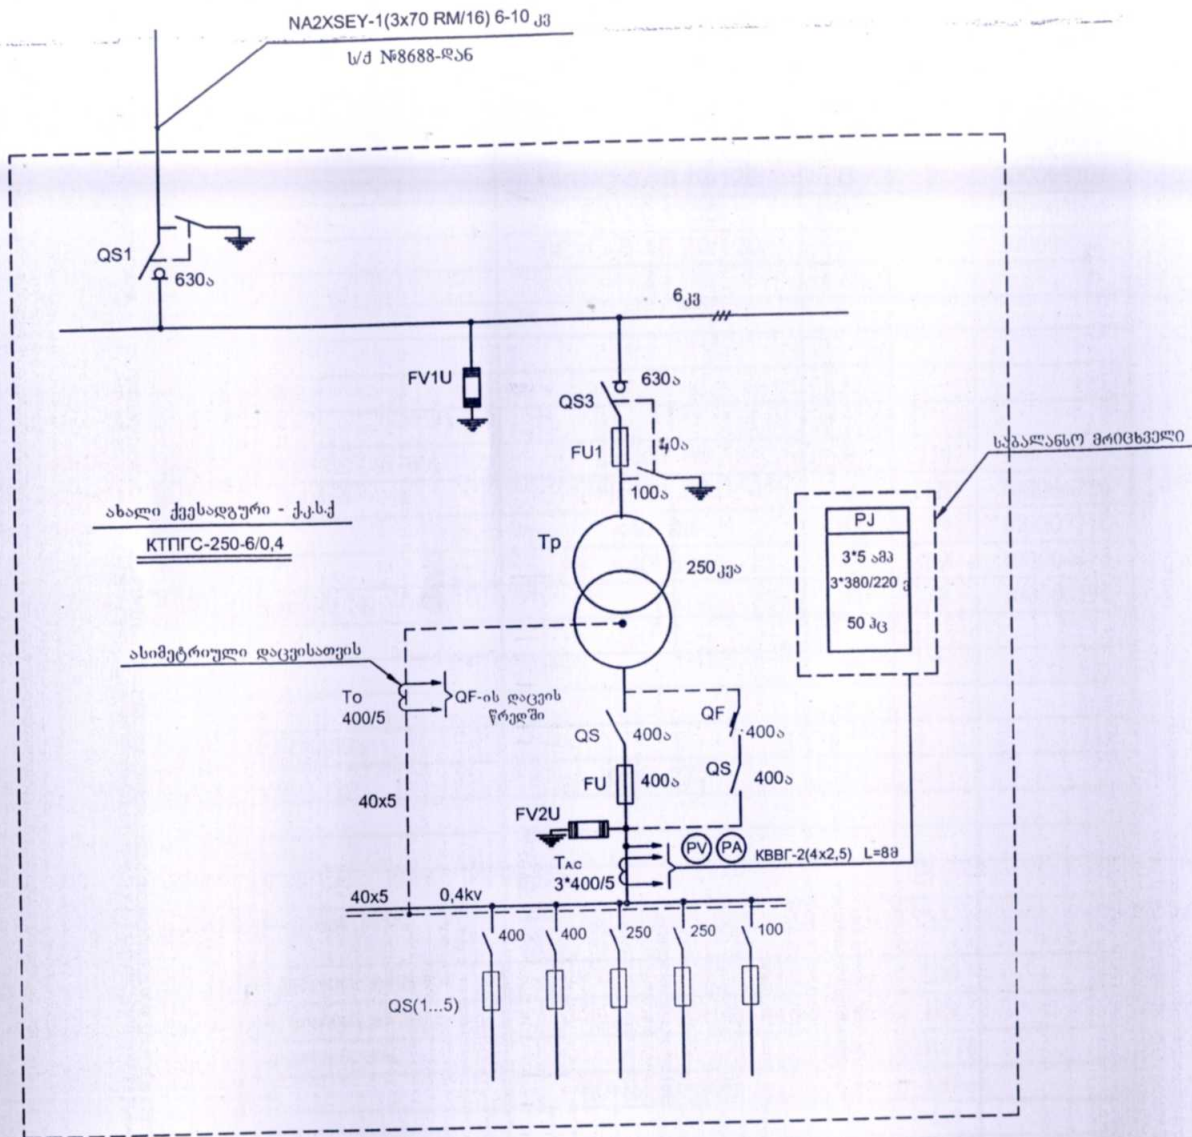 NA2XSEY-1(3x70 RM/16) 6-10 კვ
ს/ქ №8688-დან
QS1
630ა
6კვ
FV1U
630ა
QS3
FU1
40ა
100ა
საბალანსო მრიცხველი
ახალი ქვესადგური - ქ.კ.ს.ქ
КТПГС-250-6/0,4
Тр
250კვა
PJ
3*5 ამპ
3*380/220 ვ
50 ჰც
ასიმეტრიული დაცვისათვის
То
400/5
QF-ის დაცვის
წრედში
QS
400ა
QF
400ა
FU
400ა
QS
400ა
40x5
FV2U
PV
PA
КВВГ-2(4x2,5) L=8მ
TAC
3*400/5
40x5
0,4kv
400
400
250
250
100
QS(1....5)